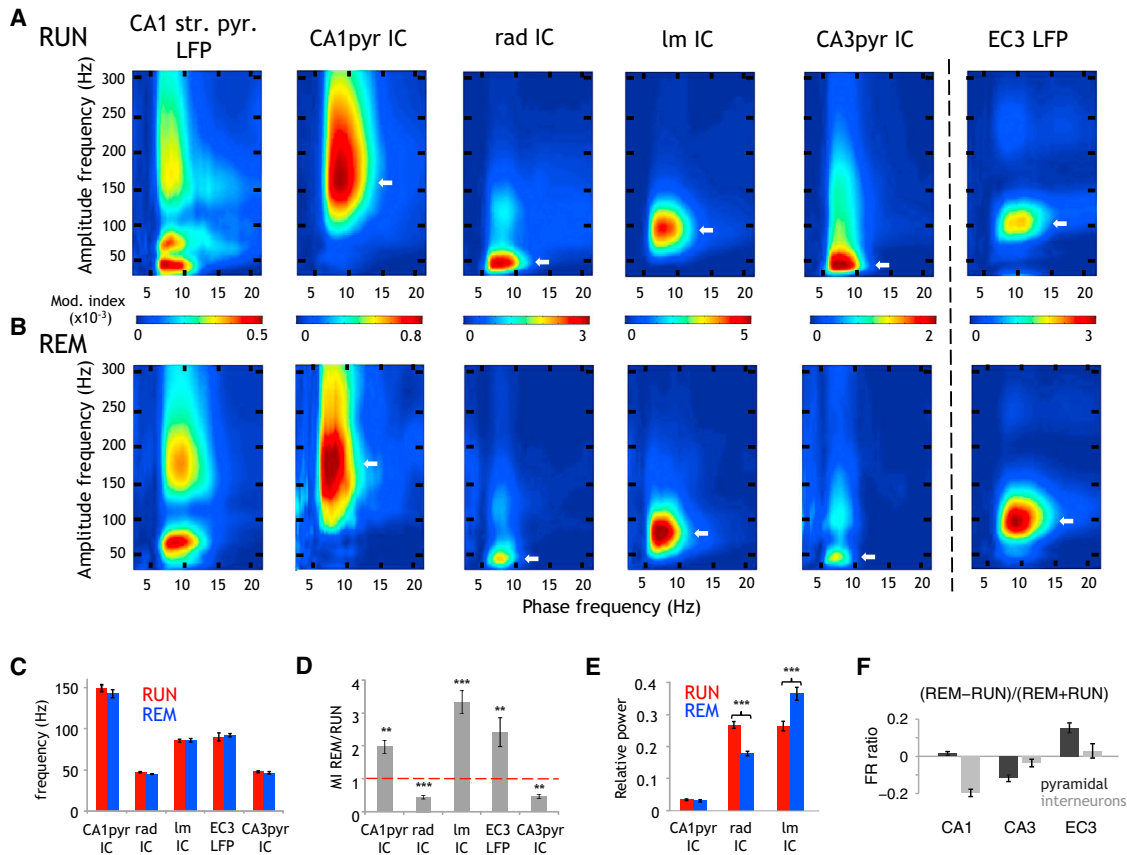 A
RUN
CA1 str. pyr.
LFP
CA1pyr IC
rad IC
lm IC
CA3pyr IC
EC3 LFP
Amplitude frequency (Hz)
300
250
200
150
100
50
5 10 15 20
5 10 15 20
5 10 15 20
5 10 15 20
5 10 15 20
5 10 15 20
Mod. index
(x10⁻³)
0 0.5
0 0.8
0 3
0 5
0 2
0 3
B
REM
Amplitude frequency (Hz)
300
250
200
150
100
50
5 10 15 20
5 10 15 20
5 10 15 20
5 10 15 20
5 10 15 20
5 10 15 20
Phase frequency (Hz)
C
frequency (Hz)
150
100
50
0
RUN
REM
CA1pyr IC
rad IC
lm IC
EC3 LFP
CA3pyr IC
D
MI REM/RUN
4
3
2
1
0
**
***
***
**
**
CA1pyr IC
rad IC
lm IC
EC3 LFP
CA3pyr IC
E
Relative power
0.4
0.3
0.2
0.1
0
RUN
REM
***
***
CA1pyr IC
rad IC
lm IC
F
(REM−RUN)/(REM+RUN)
FR ratio
0.2
0
−0.2
pyramidal
interneurons
CA1
CA3
EC3